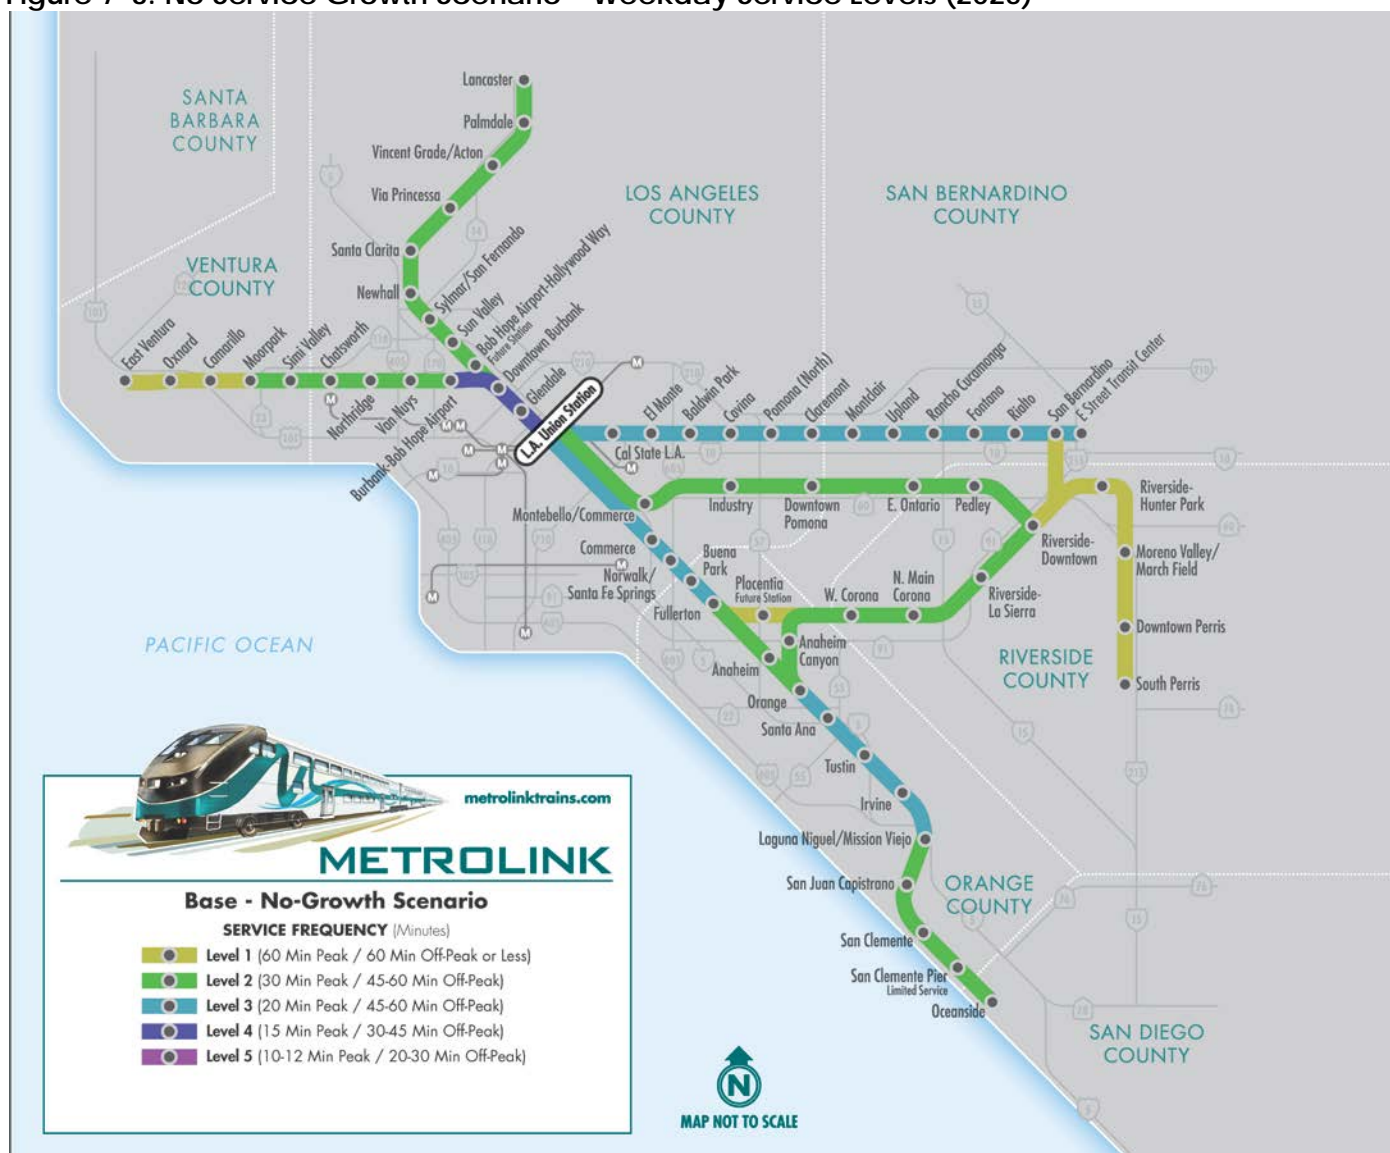 Figure 7-3: No Service Growth Scenario - Weekday Service Levels (2025)
SANTA
BARBARA
COUNTY
VENTURA
COUNTY
LOS ANGELES
COUNTY
SAN BERNARDINO
COUNTY
Lancaster
Palmdale
Vincent Grade/Acton
Via Princessa
Santa Clarita
Newhall
Sylmar/San Fernando
Sun Valley
Bob Hope Airport-Hollywood Way
Future Station
Downtown Burbank
Glendale
East Ventura
Oxnard
Camarillo
Moorpark
Simi Valley
Chatsworth
Northridge
Van Nuys
Burbank-Bob Hope Airport
L.A. Union Station
Cal State L.A.
El Monte
Baldwin Park
Covina
Pomona (North)
Claremont
Montclair
Upland
Rancho Cucamonga
Fontana
Rialto
San Bernardino
E Street Transit Center
Montebello/Commerce
Industry
Downtown
Pomona
E. Ontario
Pedley
Riverside-
Downtown
Riverside-
Hunter Park
Moreno Valley/
March Field
Downtown Perris
South Perris
Commerce
Norwalk/
Santa Fe Springs
Buena
Park
Fullerton
Placentia
Future Station
W. Corona
N. Main
Corona
Riverside-
La Sierra
Anaheim
Canyon
Anaheim
Orange
Santa Ana
Tustin
Irvine
Laguna Niguel/Mission Viejo
San Juan Capistrano
San Clemente
San Clemente Pier
Limited Service
Oceanside
RIVERSIDE
COUNTY
ORANGE
COUNTY
SAN DIEGO
COUNTY
PACIFIC OCEAN
metrolinktrains.com
METROLINK
Base - No-Growth Scenario
SERVICE FREQUENCY (Minutes)
Level 1 (60 Min Peak / 60 Min Off-Peak or Less)
Level 2 (30 Min Peak / 45-60 Min Off-Peak)
Level 3 (20 Min Peak / 45-60 Min Off-Peak)
Level 4 (15 Min Peak / 30-45 Min Off-Peak)
Level 5 (10-12 Min Peak / 20-30 Min Off-Peak)
N
MAP NOT TO SCALE